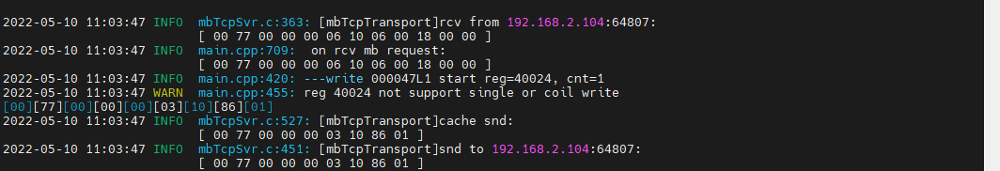 2022-05-10 11:03:47 INFO  mbTcpSvr.c:363: [mbTcpTransport]rcv from 192.168.2.104:64807:
[ 00 77 00 00 00 06 10 06 00 18 00 00 ]
2022-05-10 11:03:47 INFO  main.cpp:709:  on rcv mb request:
[ 00 77 00 00 00 06 10 06 00 18 00 00 ]
2022-05-10 11:03:47 INFO  main.cpp:420: ---write 000047L1 start reg=40024, cnt=1
2022-05-10 11:03:47 WARN  main.cpp:455: reg 40024 not support single or coil write
[00][77][00][00][00][03][10][86][01]
2022-05-10 11:03:47 INFO  mbTcpSvr.c:527: [mbTcpTransport]cache snd:
[ 00 77 00 00 00 03 10 86 01 ]
2022-05-10 11:03:47 INFO  mbTcpSvr.c:451: [mbTcpTransport]snd to 192.168.2.104:64807:
[ 00 77 00 00 00 03 10 86 01 ]